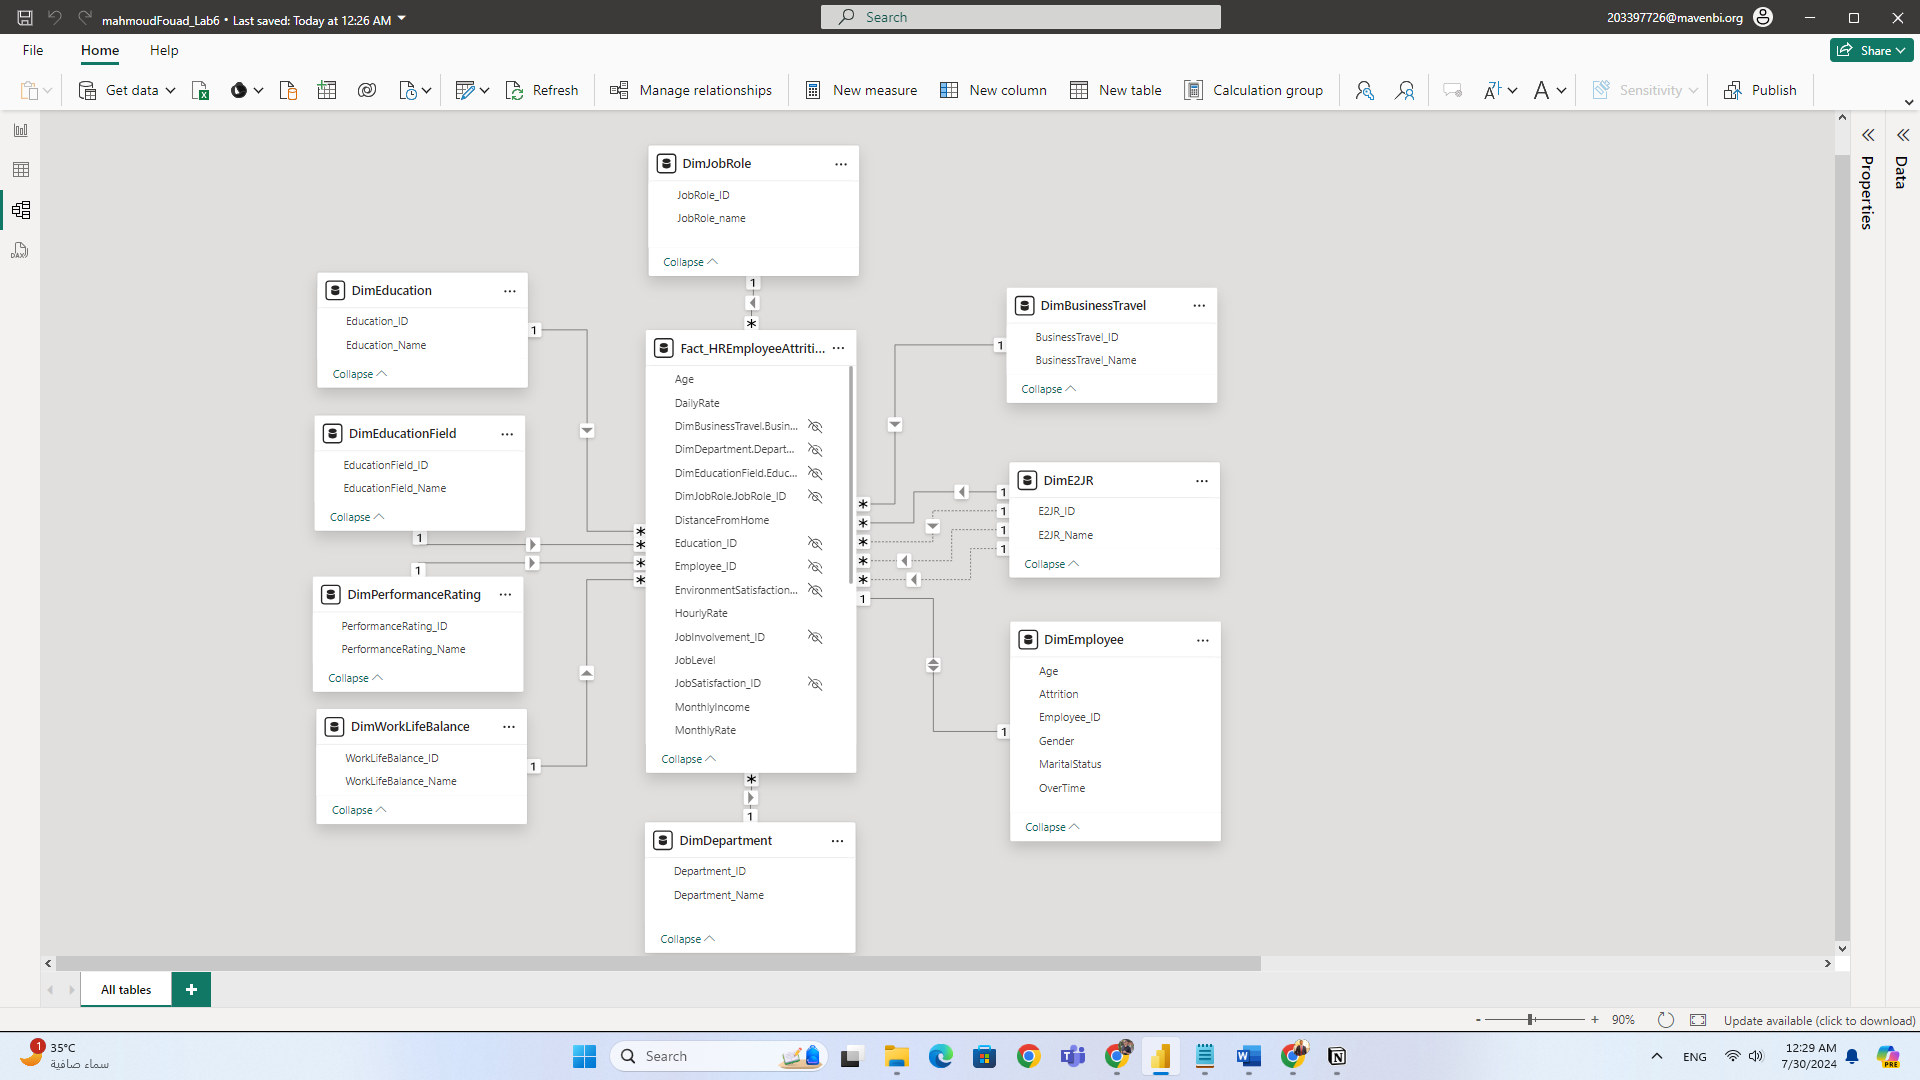 mahmoudFouad_Lab6 • Last saved: Today at 12:26 AM
Search
203397726@mavenbi.org
File
Home
Help
Share
Get data
Refresh
Manage relationships
New measure
New column
New table
Calculation group
Sensitivity
Publish
Properties
Data
DimJobRole
JobRole_ID
JobRole_name
Collapse
1
*
DimEducation
Education_ID
Education_Name
Collapse
1
DimEducationField
EducationField_ID
EducationField_Name
Collapse
1
1
DimPerformanceRating
PerformanceRating_ID
PerformanceRating_Name
Collapse
DimWorkLifeBalance
WorkLifeBalance_ID
WorkLifeBalance_Name
Collapse
1
*
*
*
*
Fact_HREmployeeAttriti...
Age
DailyRate
DimBusinessTravel.Busin...
DimDepartment.Depart...
DimEducationField.Educ...
DimJobRole.JobRole_ID
DistanceFromHome
Education_ID
Employee_ID
EnvironmentSatisfaction...
HourlyRate
JobInvolvement_ID
JobLevel
JobSatisfaction_ID
MonthlyIncome
MonthlyRate
Collapse
*
1
DimDepartment
Department_ID
Department_Name
Collapse
*
*
*
*
*
1
1
DimBusinessTravel
BusinessTravel_ID
BusinessTravel_Name
Collapse
1
1
1
1
DimE2JR
E2JR_ID
E2JR_Name
Collapse
1
DimEmployee
Age
Attrition
Employee_ID
Gender
MaritalStatus
OverTime
Collapse
All tables
+
- + 90%
Update available (click to download)
1
35°C
سماء صافية
Search
ENG
12:29 AM
7/30/2024
PRE
DAX